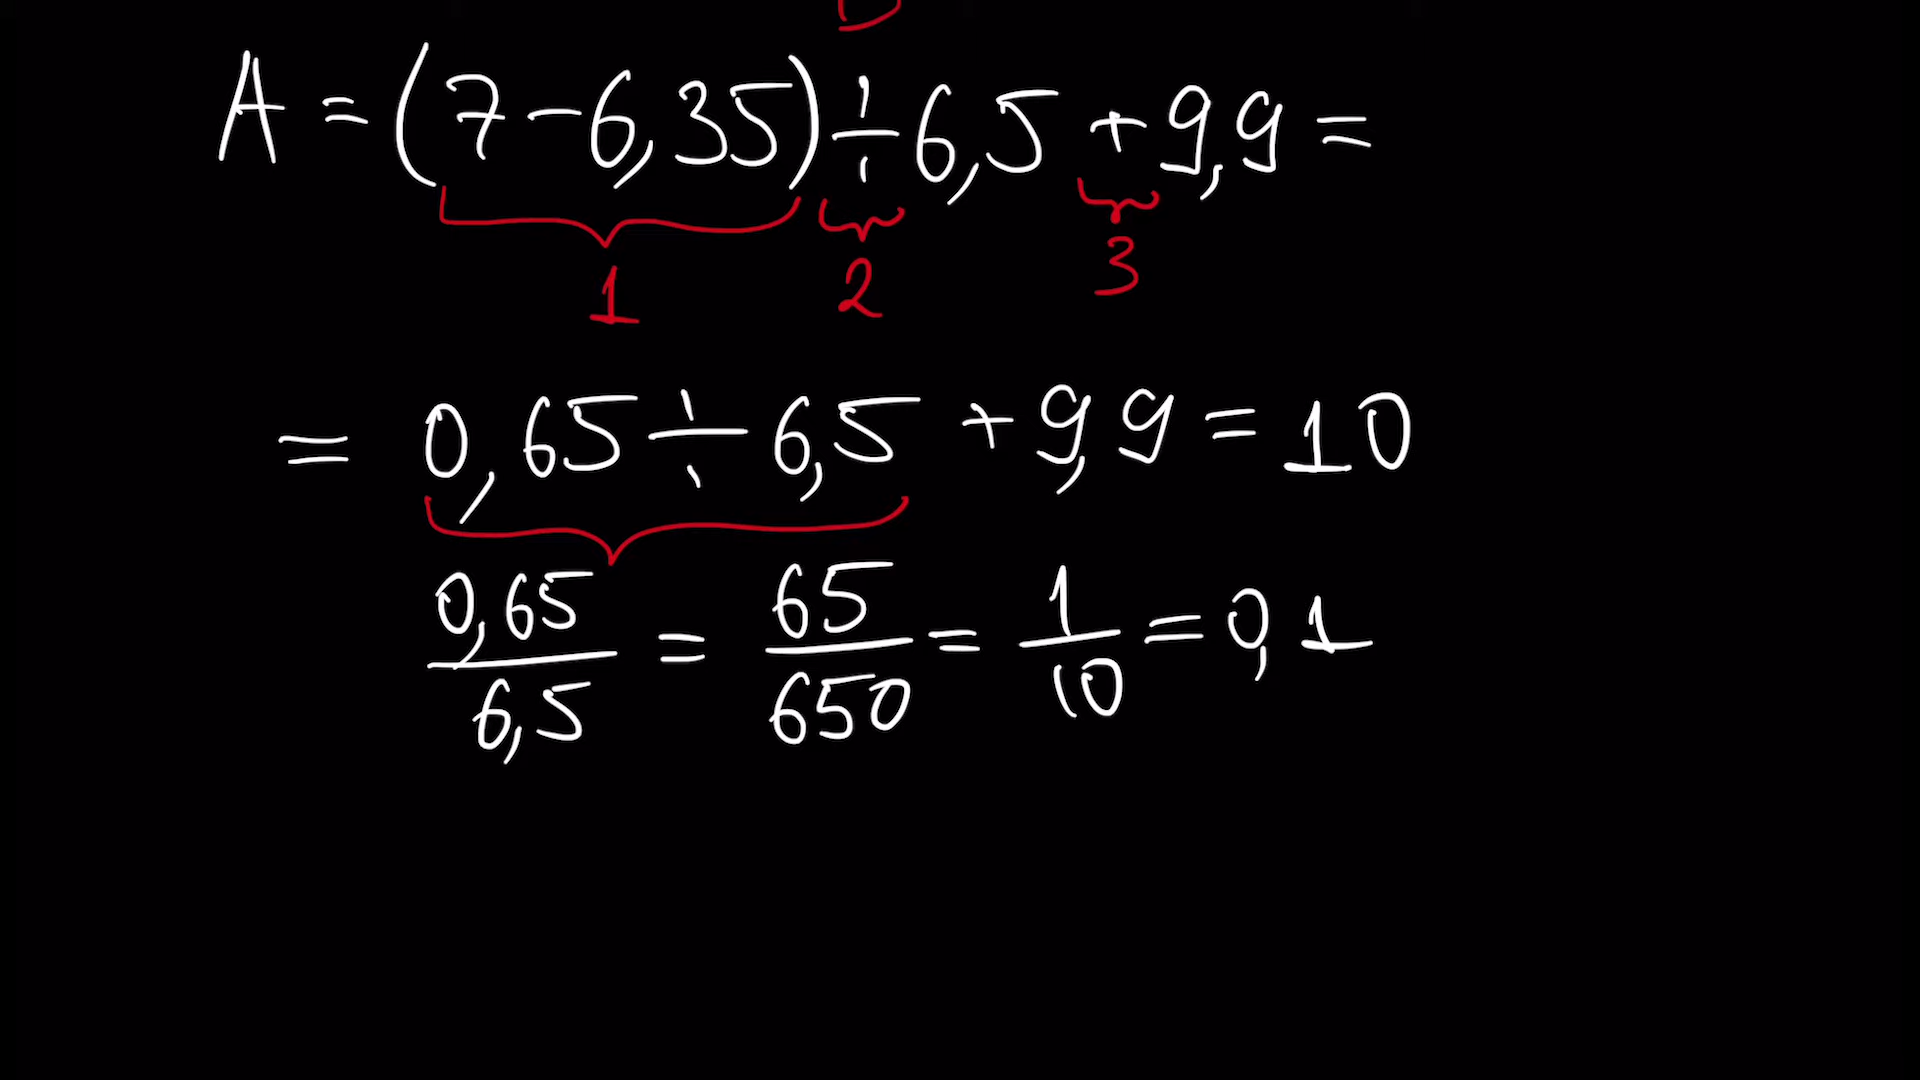 A = (7 - 6,35) ÷ 6,5 + 9,9 =
1 2 3
= 0,65 ÷ 6,5 + 9,9 = 10
0,65/6,5 = 65/650 = 1/10 = 0,1